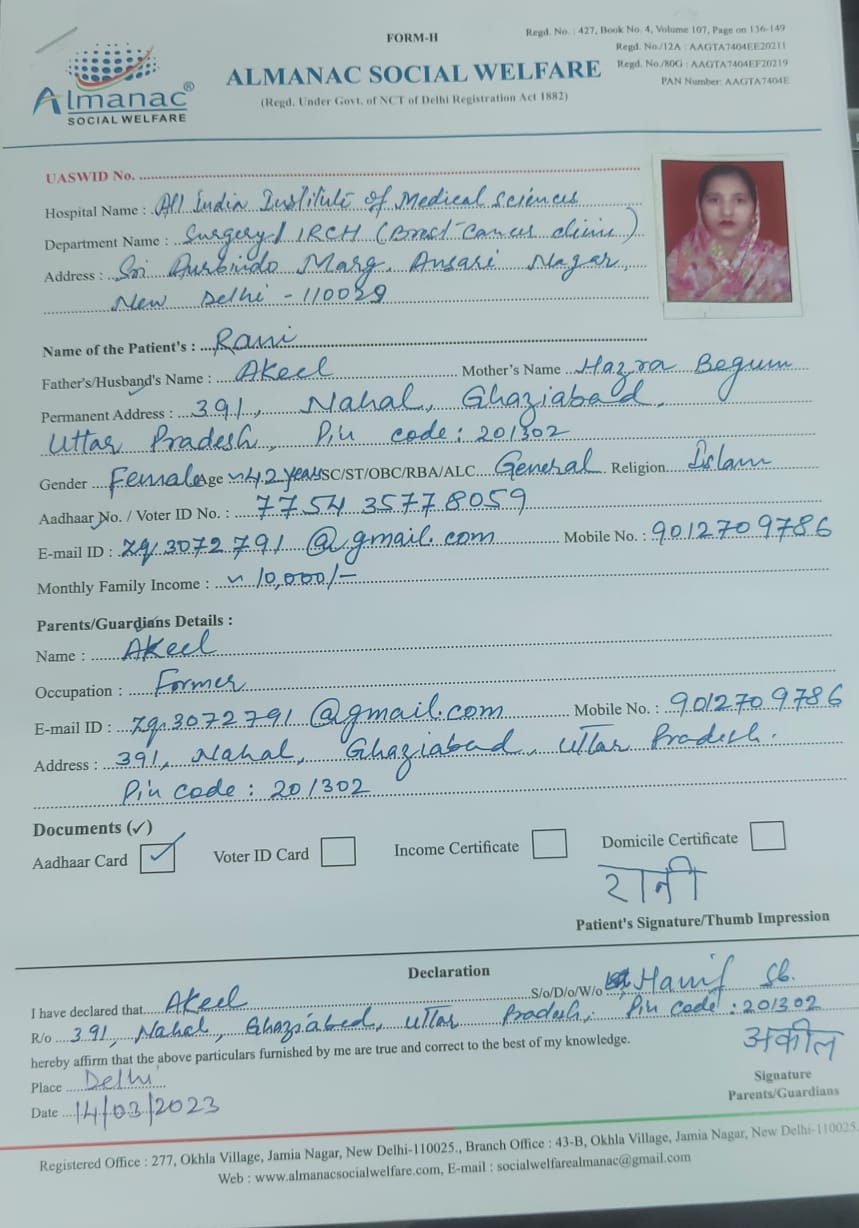 FORM-H
Regd. No. : 427, Book No. 4, Volume 107, Page on 136-149
Regd. No./12A : AAGTA7404EE20211
Regd. No./80G : AAGTA7404EF20219
PAN Number: AAGTA7404E
Almanac®
SOCIAL WELFARE
ALMANAC SOCIAL WELFARE
(Regd. Under Govt. of NCT of Delhi Registration Act 1882)
UASWID No.
Hospital Name : All India Institute of Medical Sciences
Department Name : Surgery/ IRCH (Breast Cancer clinic)
Address : Sri Aurbindo Marg, Ansari Nagar,
New Delhi - 110029
Name of the Patient's : Rani
Father's/Husband's Name : Akeel Mother's Name Hazra Begum
Permanent Address : 391, Nahal, Ghaziabad,
Uttar Pradesh, Pin code : 201302
Gender Female Age ~42 years SC/ST/OBC/RBA/ALC General Religion Islam
Aadhaar No. / Voter ID No. : 7754 3577 8059
E-mail ID : zq3072791@gmail.com Mobile No. : 9012709786
Monthly Family Income : ~ 10,000/-
Parents/Guardians Details :
Name : Akeel
Occupation : Former
E-mail ID : zq3072791@gmail.com Mobile No. : 9012709786
Address : 391, Nahal, Ghaziabad, Uttar Pradesh.
Pin code : 201302
Documents (✓)
Aadhaar Card ✓ Voter ID Card Income Certificate Domicile Certificate
रानी
Patient's Signature/Thumb Impression
Declaration
I have declared that Akeel S/o/D/o/W/o Hanif Sb.
R/o 391, Nahal, Ghaziabad, Uttar Pradesh, Pin code : 201302
hereby affirm that the above particulars furnished by me are true and correct to the best of my knowledge.
अकील
Place Delhi
Signature
Date 14/03/2023
Parents/Guardians
Registered Office : 277, Okhla Village, Jamia Nagar, New Delhi-110025., Branch Office : 43-B, Okhla Village, Jamia Nagar, New Delhi-110025.
Web : www.almanacsocialwelfare.com, E-mail : socialwelfarealmanac@gmail.com